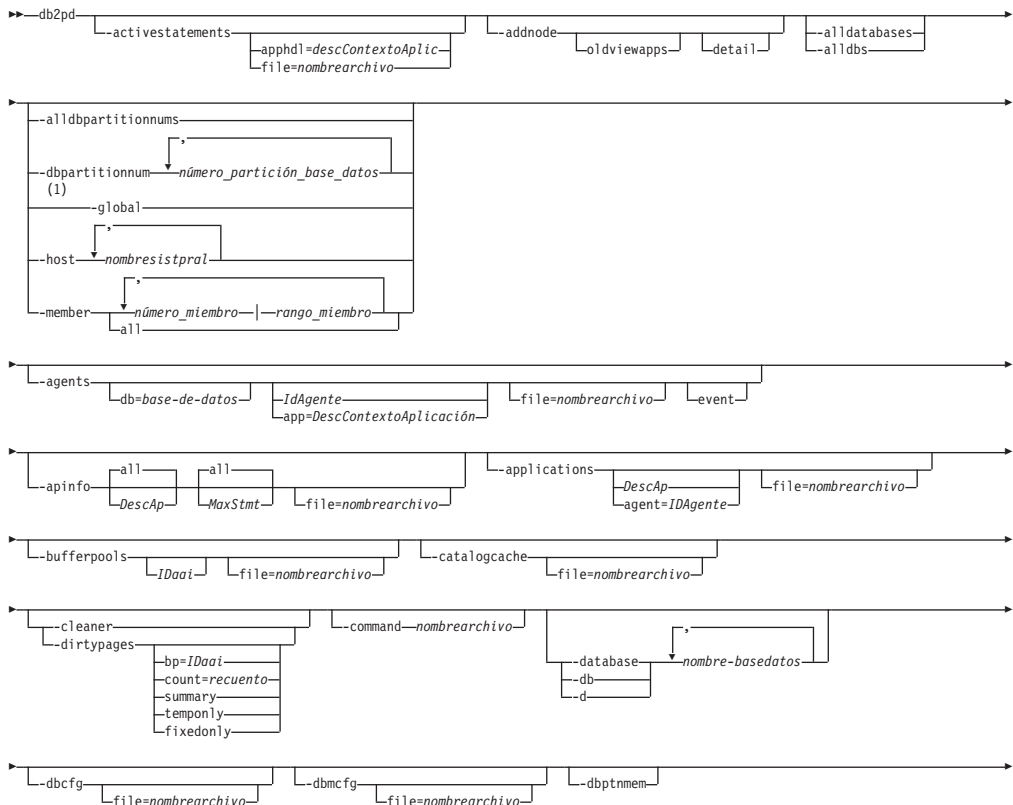 db2pd
-activestatements
apphdl=descContextoAplic
file=nombrearchivo
-addnode
oldviewapps
detail
-alldatabases
-alldbs
-alldbpartitionnums
,
-dbpartitionnum número_partición_base_datos
(1)
-global
,
-host nombresistpral
,
-member número_miembro | rango_miembro
all
-agents
db=base-de-datos
IdAgente
app=DescContextoAplicación
file=nombrearchivo
event
-apinfo
all
DescAp
all
MaxStmt
file=nombrearchivo
-applications
DescAp
agent=IDAgente
file=nombrearchivo
-bufferpools
IDaai
file=nombrearchivo
-catalogcache
file=nombrearchivo
-cleaner
-dirtypages
bp=IDaai
count=recuento
summary
temponly
fixedonly
-command nombrearchivo
-database
-db
-d
,
nombre-basedatos
-dbcfg
file=nombrearchivo
-dbmcfg
file=nombrearchivo
-dbptnmem